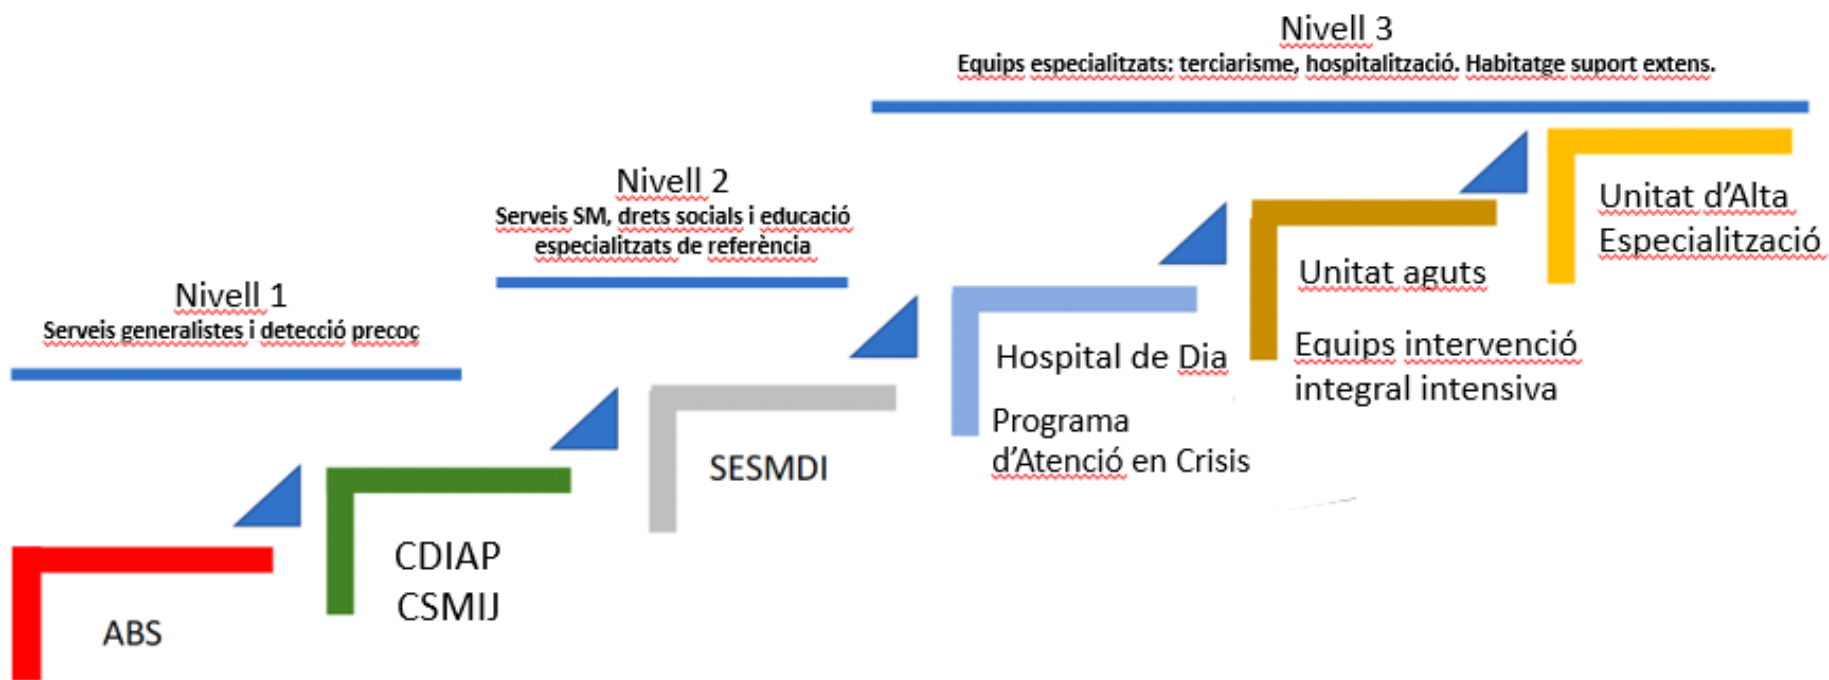 Nivell 3
Equips especialitzats: terciarisme, hospitalització. Habitatge suport extens.
Nivell 2
Serveis SM, drets socials i educació
especialitzats de referència
Nivell 1
Serveis generalistes i detecció precoç
ABS
CDIAP
CSMIJ
SESMDI
Hospital de Dia
Programa
d'Atenció en Crisis
Unitat aguts
Equips intervenció
integral intensiva
Unitat d'Alta
Especialització